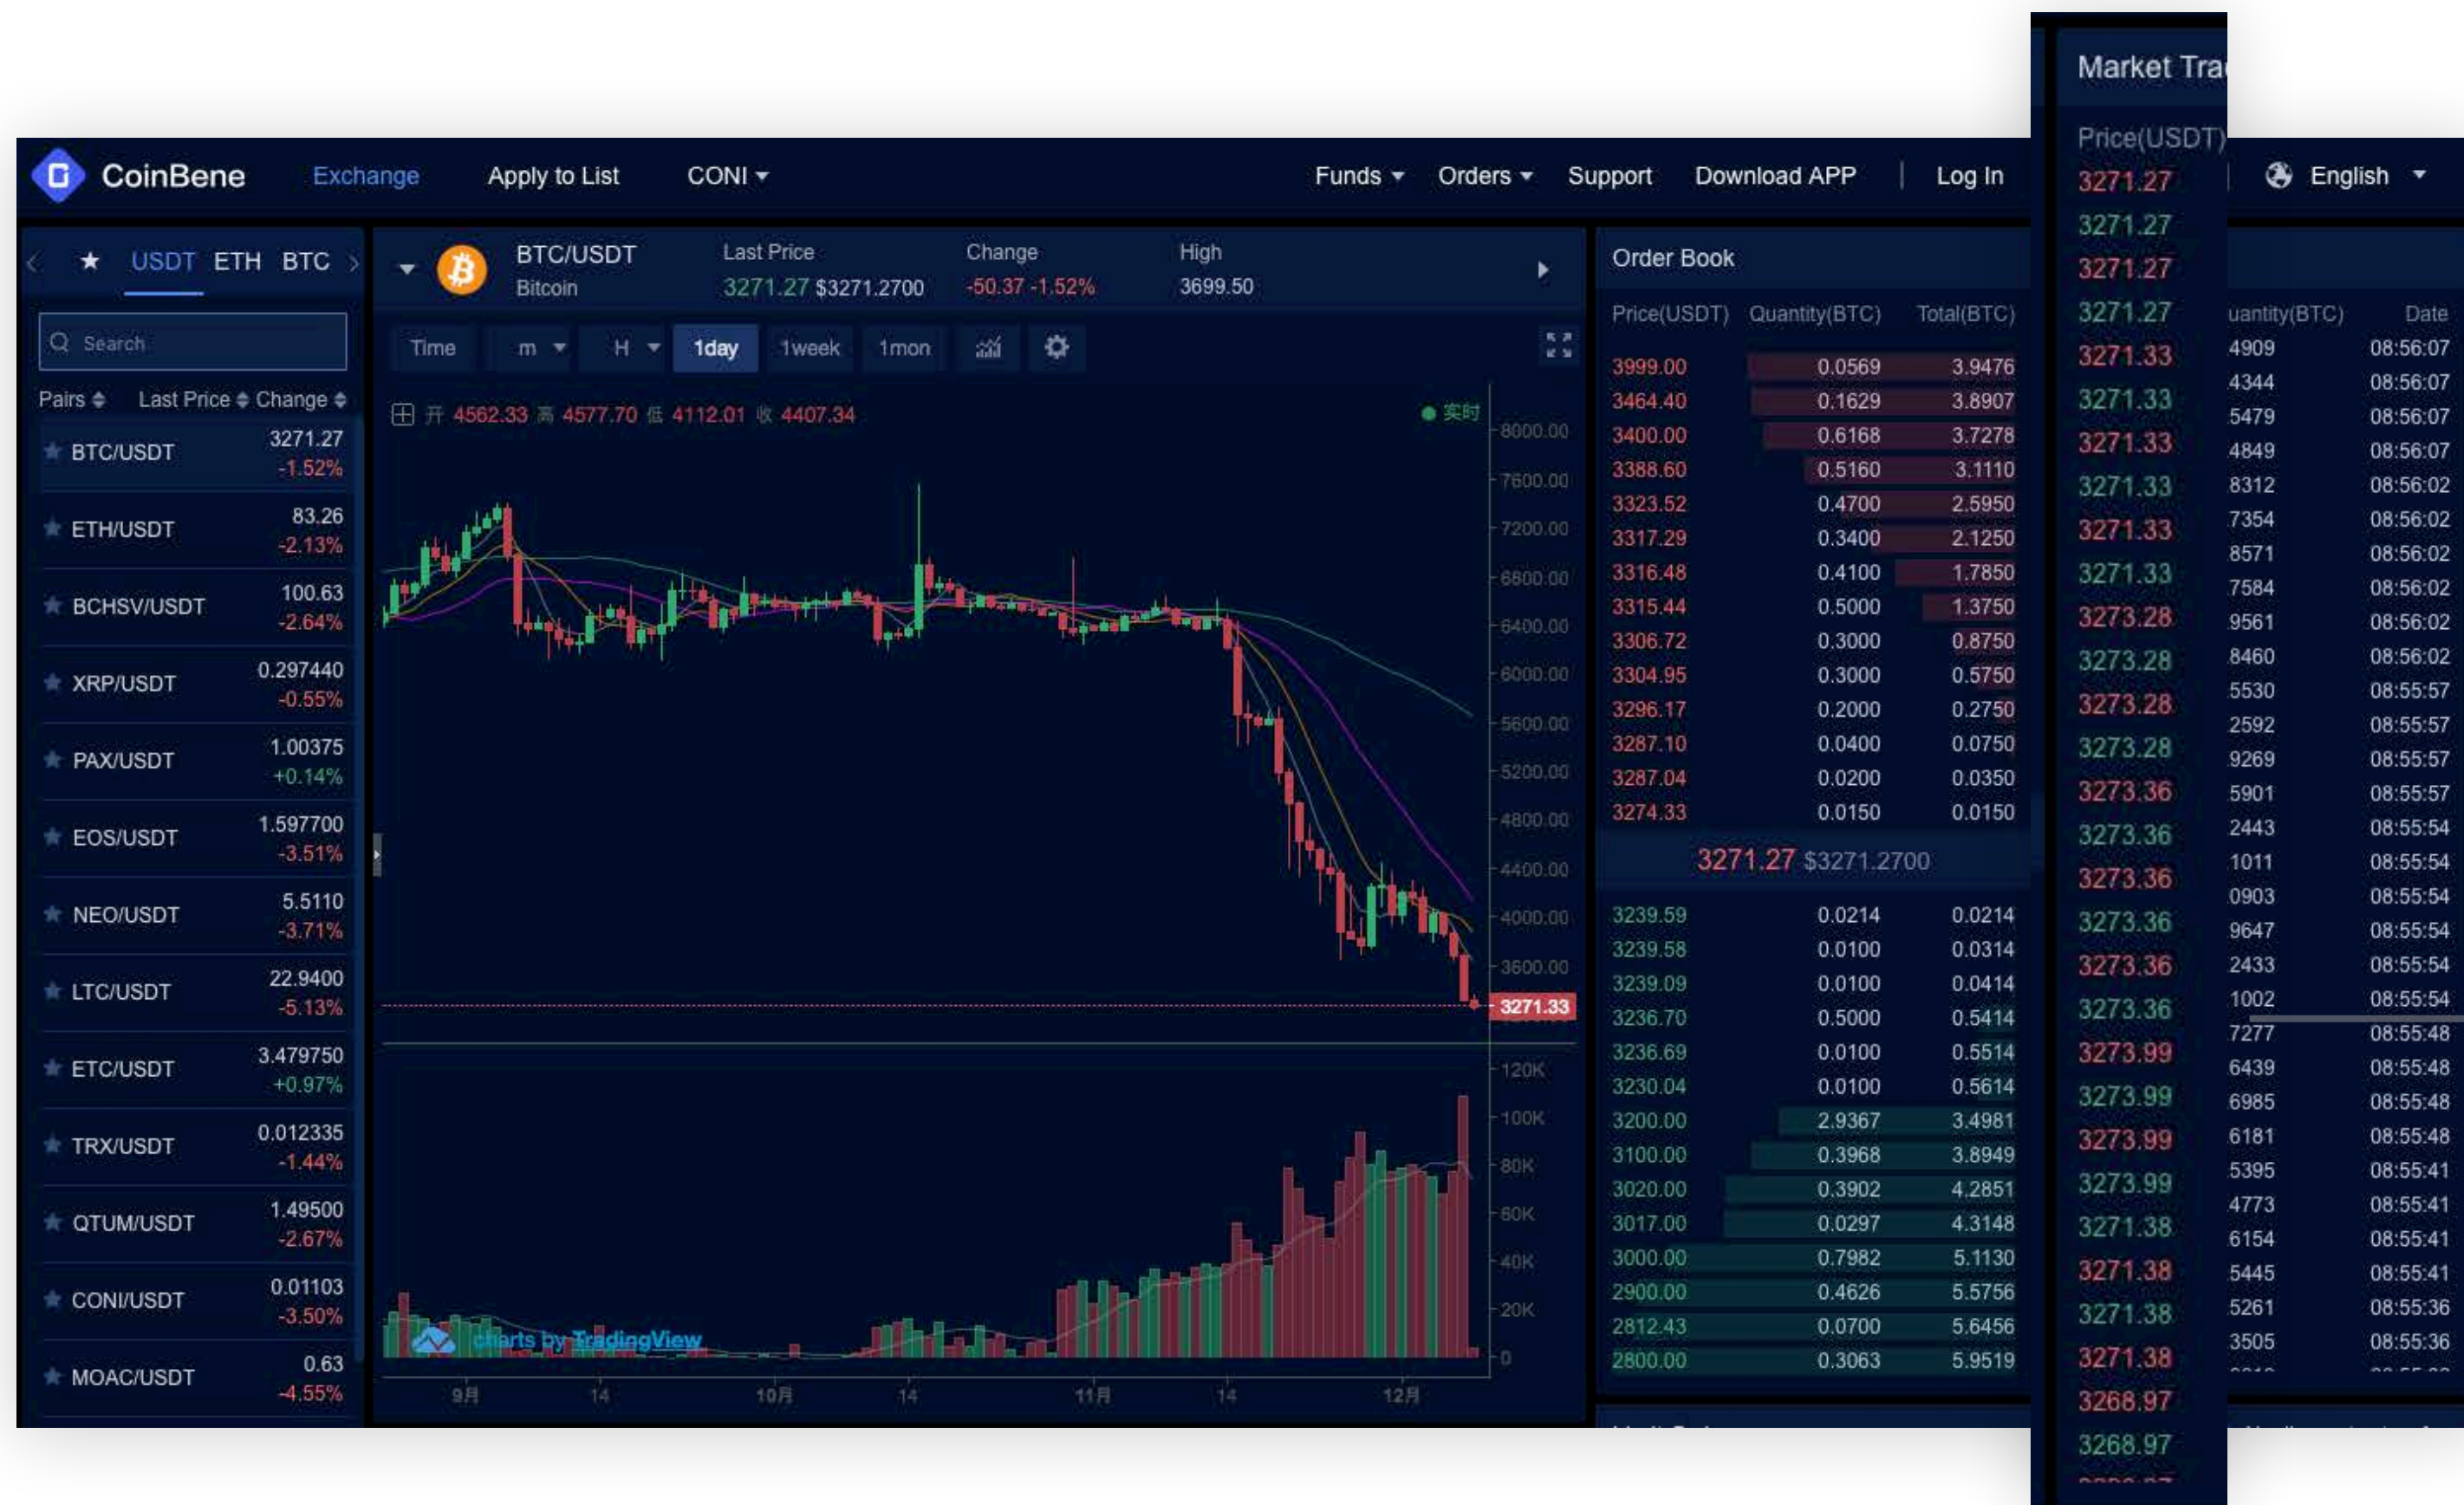 CoinBene Exchange Apply to List CONI Funds Orders Support Download APP Log In English
USDT ETH BTC
Search
Pairs Last Price Change
BTC/USDT 3271.27
-1.52%
ETH/USDT 83.26
-2.13%
BCHSV/USDT 100.63
-2.64%
XRP/USDT 0.297440
-0.55%
PAX/USDT 1.00375
+0.14%
EOS/USDT 1.597700
-3.51%
NEO/USDT 5.5110
-3.71%
LTC/USDT 22.9400
-5.13%
ETC/USDT 3.479750
+0.97%
TRX/USDT 0.012335
-1.44%
QTUM/USDT 1.49500
-2.67%
CONI/USDT 0.01103
-3.50%
MOAC/USDT 0.63
-4.55%
BTC/USDT Last Price Change High
Bitcoin 3271.27 $3271.2700 -50.37 -1.52% 3699.50
Time m H 1day 1week 1mon
开 4562.33 高 4577.70 低 4112.01 收 4407.34
实时
8000.00
7600.00
7200.00
6800.00
6400.00
6000.00
5600.00
5200.00
4800.00
4400.00
4000.00
3600.00
3271.33
120K
100K
80K
60K
40K
20K
0
charts by TradingView
9月 14 10月 14 11月 14 12月
Order Book
Price(USDT) Quantity(BTC) Total(BTC)
3999.00 0.0569 3.9476
3464.40 0.1629 3.8907
3400.00 0.6168 3.7278
3388.60 0.5160 3.1110
3323.52 0.4700 2.5950
3317.29 0.3400 2.1250
3316.48 0.4100 1.7850
3315.44 0.5000 1.3750
3306.72 0.3000 0.8750
3304.95 0.3000 0.5750
3296.17 0.2000 0.2750
3287.10 0.0400 0.0750
3287.04 0.0200 0.0350
3274.33 0.0150 0.0150
3271.27 $3271.2700
3239.59 0.0214 0.0214
3239.58 0.0100 0.0314
3239.09 0.0100 0.0414
3236.70 0.5000 0.5414
3236.69 0.0100 0.5514
3230.04 0.0100 0.5614
3200.00 2.9367 3.4981
3100.00 0.3968 3.8949
3020.00 0.3902 4.2851
3017.00 0.0297 4.3148
3000.00 0.7982 5.1130
2900.00 0.4626 5.5756
2812.43 0.0700 5.6456
2800.00 0.3063 5.9519
Market Tra
Price(USDT)
3271.27
3271.27
3271.27
3271.27
3271.33
3271.33
3271.33
3271.33
3271.33
3271.33
3273.28
3273.28
3273.28
3273.28
3273.36
3273.36
3273.36
3273.36
3273.36
3273.36
3273.99
3273.99
3273.99
3273.99
3271.38
3271.38
3271.38
3271.38
3268.97
3268.97
uantity(BTC) Date
4909 08:56:07
4344 08:56:07
5479 08:56:07
4849 08:56:07
8312 08:56:02
7354 08:56:02
8571 08:56:02
7584 08:56:02
9561 08:56:02
8460 08:56:02
5530 08:55:57
2592 08:55:57
9269 08:55:57
5901 08:55:57
2443 08:55:54
1011 08:55:54
0903 08:55:54
9647 08:55:54
2433 08:55:54
1002 08:55:54
7277 08:55:48
6439 08:55:48
6985 08:55:48
6181 08:55:48
5395 08:55:41
4773 08:55:41
6154 08:55:41
5445 08:55:41
5261 08:55:36
3505 08:55:36